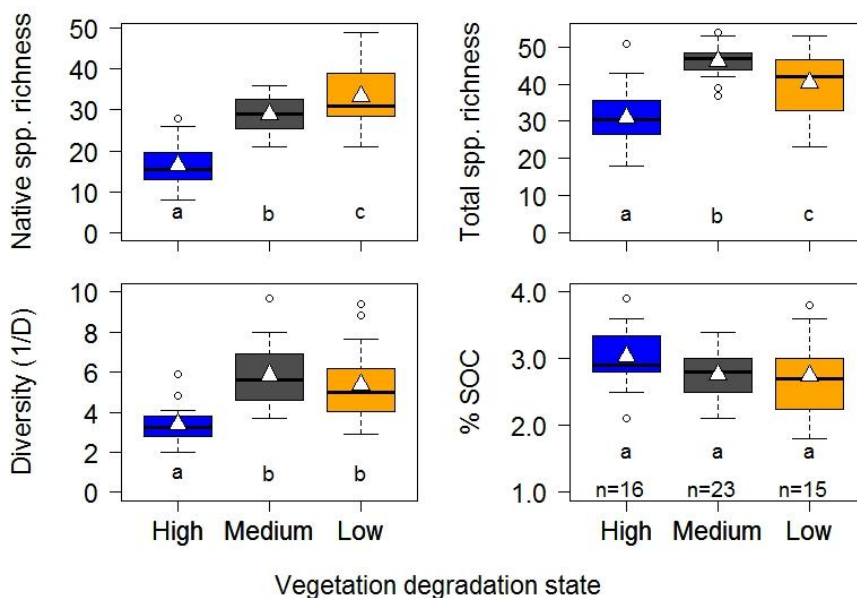 Native spp. richness
50
40
30
20
10
0
a
b
c
Total spp. richness
50
40
30
20
10
0
a
b
c
Diversity (1/D)
10
8
6
4
2
0
a
b
b
High
Medium
Low
% SOC
4.0
3.0
2.0
1.0
a
a
a
n=16
n=23
n=15
High
Medium
Low
Vegetation degradation state